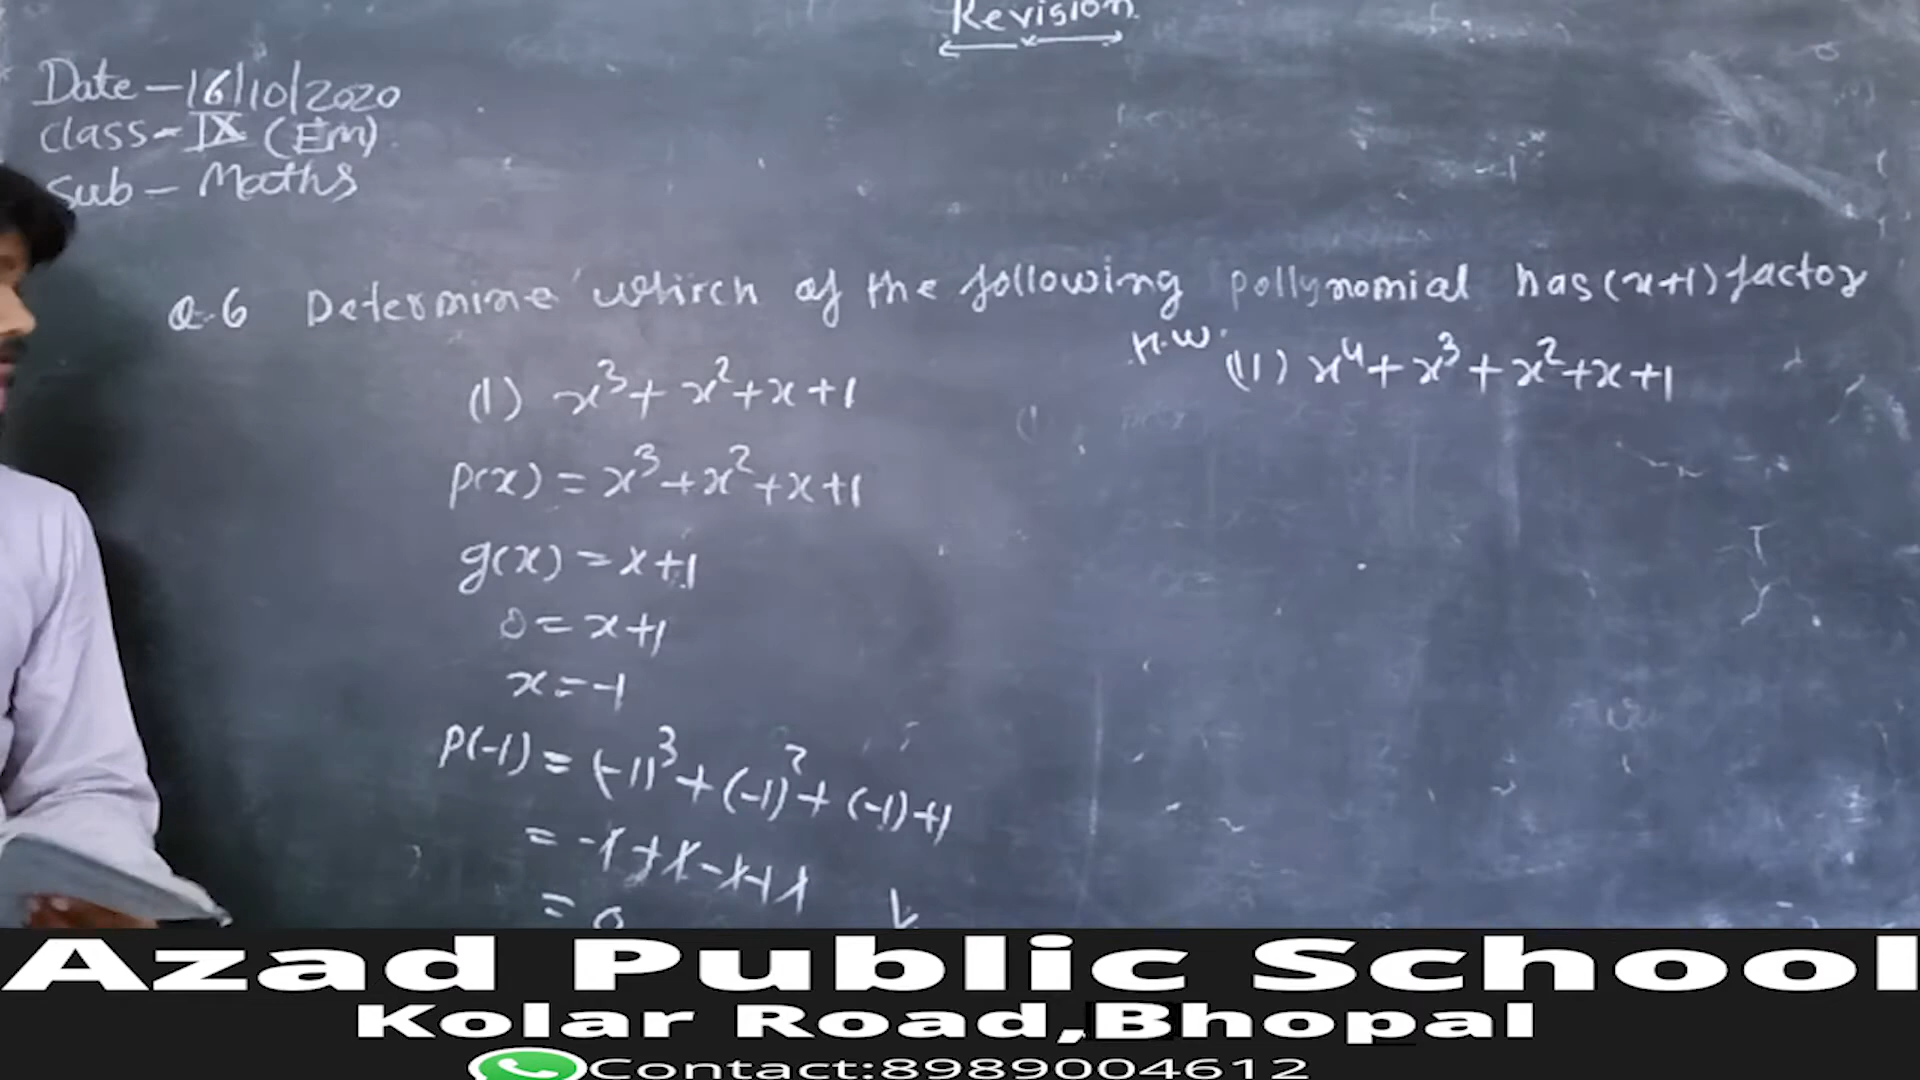 Revision
Date - 16/10/2020
Class - IX (EM)
Sub - Maths
Q.6 Determine which of the following pollynomial has (x+1) factor
(I) x³ + x² + x + 1
H.W. (II) x⁴ + x³ + x² + x + 1
p(x) = x³ + x² + x + 1
g(x) = x + 1
0 = x + 1
x = -1
p(-1) = (-1)³ + (-1)² + (-1) + 1
= -1 + 1 - 1 + 1
= 0
Azad Public School
Kolar Road,Bhopal
Contact:8989004612